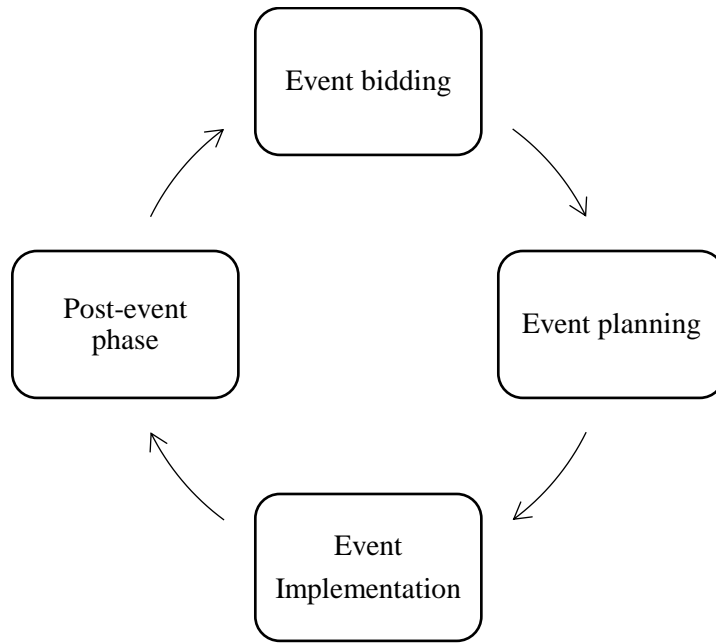 Event bidding
Event planning
Event
Implementation
Post-event
phase